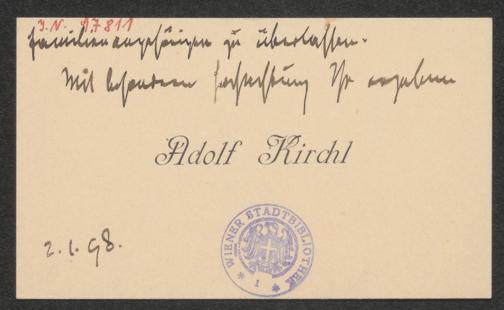 I.N. 97811
Familienangehörigen zu überlassen.
Mit besonderer Hochachtung Ihr ergebener
Adolf Kirchl
2.1.98.
WIENER STADTBIBLIOTHEK
* 1 *